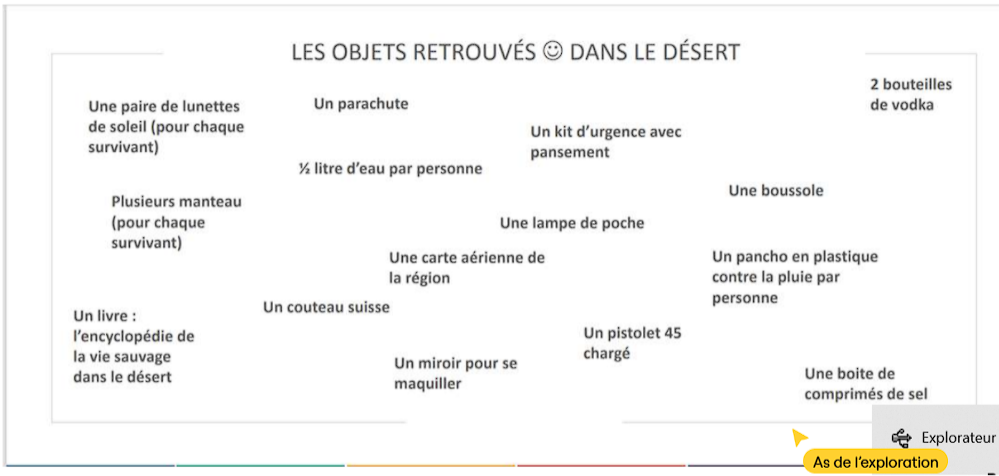 LES OBJETS RETROUVÉS ☺ DANS LE DÉSERT
2 bouteilles
de vodka
Une paire de lunettes
de soleil (pour chaque
survivant)
Un parachute
Un kit d’urgence avec
pansement
½ litre d’eau par personne
Une boussole
Plusieurs manteau
(pour chaque
survivant)
Une lampe de poche
Une carte aérienne de
la région
Un pancho en plastique
contre la pluie par
personne
Un couteau suisse
Un livre :
l’encyclopédie de
la vie sauvage
dans le désert
Un pistolet 45
chargé
Un miroir pour se
maquiller
Une boite de
comprimés de sel
Explorateur
As de l’exploration